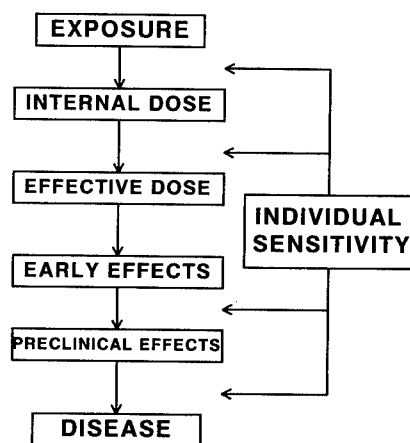 EXPOSURE
INTERNAL DOSE
EFFECTIVE DOSE
INDIVIDUAL
SENSITIVITY
EARLY EFFECTS
PRECLINICAL EFFECTS
DISEASE